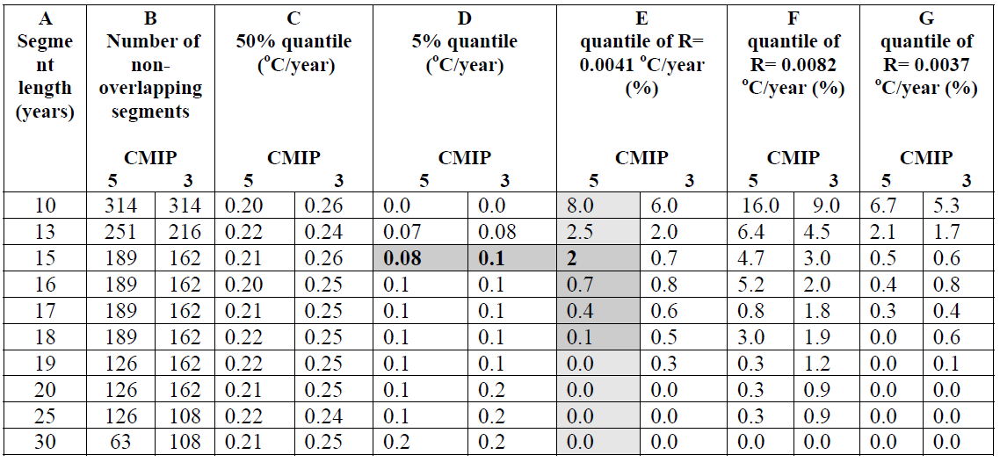 A B C D E F G
Segme Number of 50% quantile 5% quantile quantile of R= quantile of quantile of
nt non- (°C/year) (°C/year) 0.0041 °C/year R= 0.0082 R= 0.0037
length overlapping (%) °C/year (%) °C/year (%)
(years) segments
CMIP CMIP CMIP CMIP CMIP CMIP
5 3 5 3 5 3 5 3 5 3 5 3
10 314 314 0.20 0.26 0.0 0.0 8.0 6.0 16.0 9.0 6.7 5.3
13 251 216 0.22 0.24 0.07 0.08 2.5 2.0 6.4 4.5 2.1 1.7
15 189 162 0.21 0.26 0.08 0.1 2 0.7 4.7 3.0 0.5 0.6
16 189 162 0.20 0.25 0.1 0.1 0.7 0.8 5.2 2.0 0.4 0.8
17 189 162 0.21 0.25 0.1 0.1 0.4 0.6 0.8 1.8 0.3 0.4
18 189 162 0.22 0.25 0.1 0.1 0.1 0.5 3.0 1.9 0.0 0.6
19 126 162 0.22 0.25 0.1 0.1 0.0 0.3 0.3 1.2 0.0 0.1
20 126 162 0.21 0.25 0.1 0.2 0.0 0.0 0.3 0.9 0.0 0.0
25 126 108 0.22 0.24 0.1 0.2 0.0 0.0 0.3 0.9 0.0 0.0
30 63 108 0.21 0.25 0.2 0.2 0.0 0.0 0.0 0.0 0.0 0.0